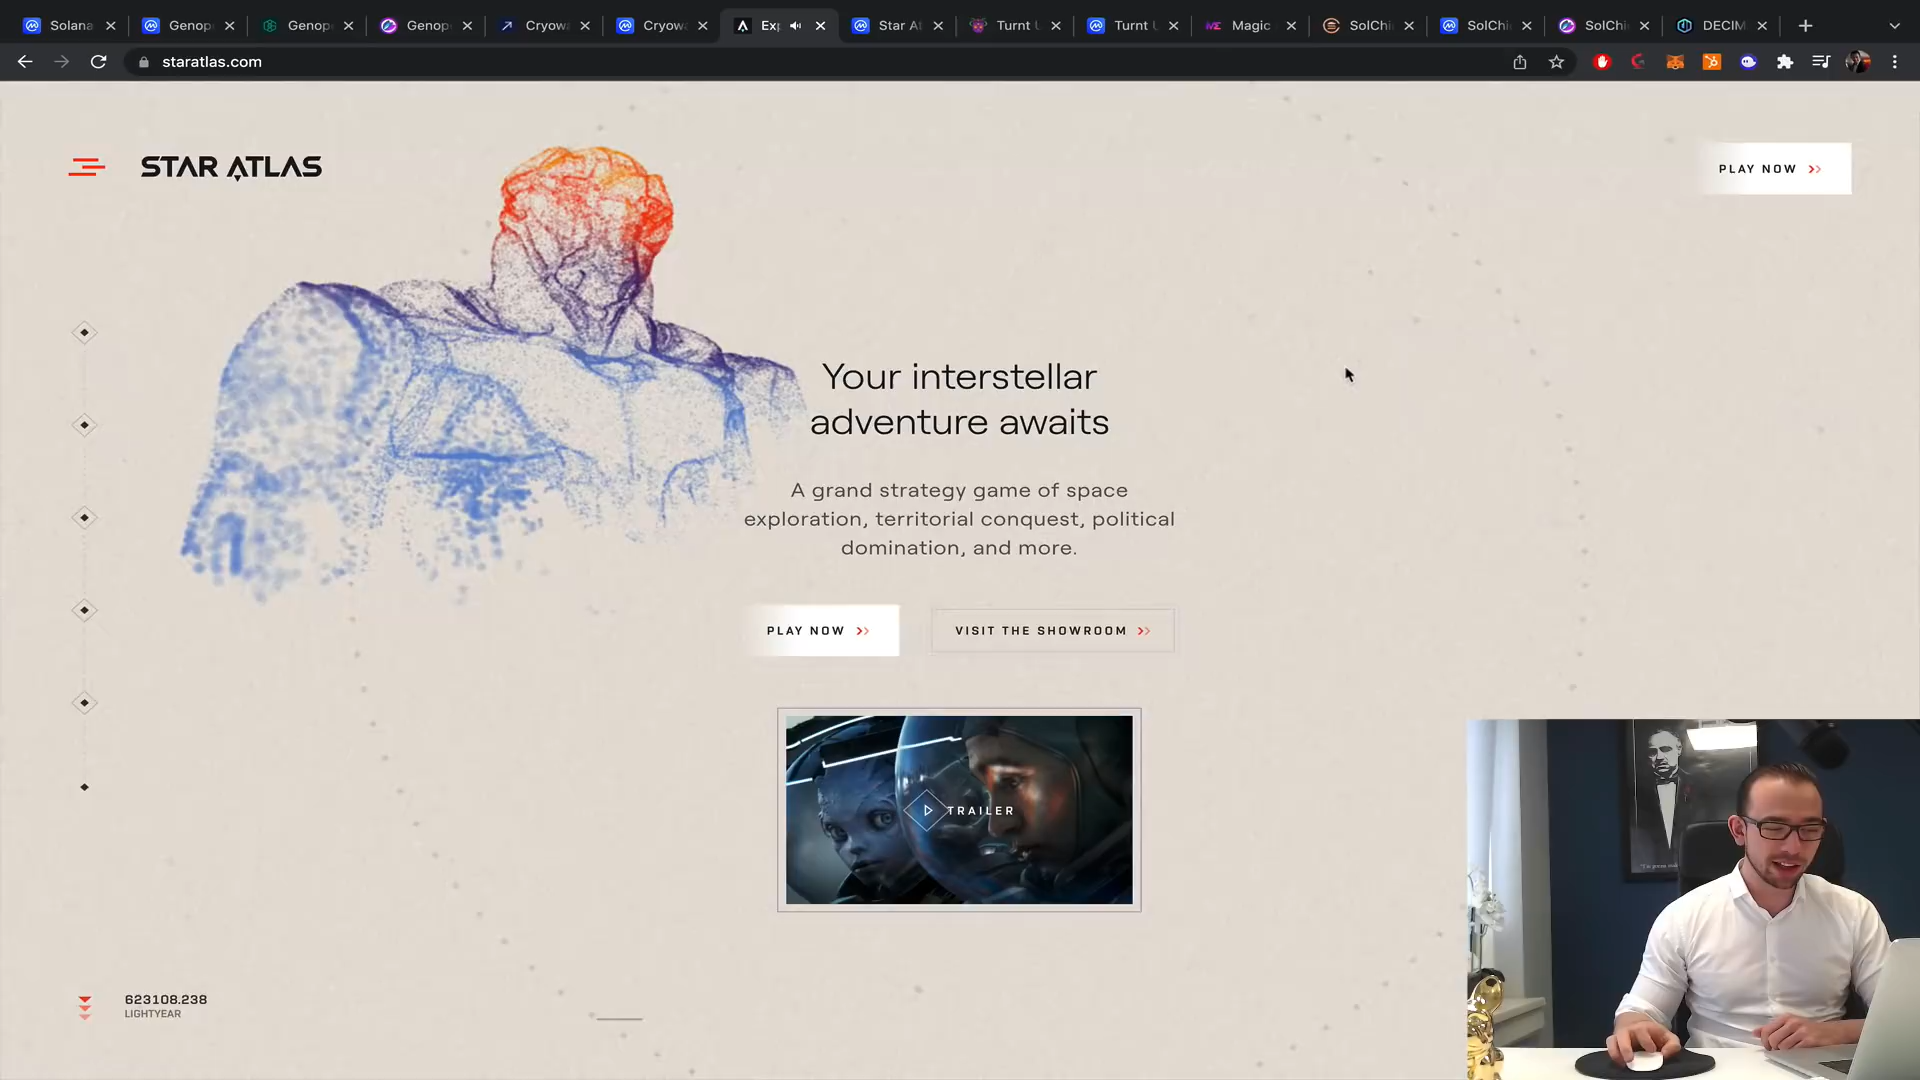 Solana
Genop
Genop
Genop
Cryow
Cryow
Exp
Star At
Turnt U
Turnt U
Magic
SolChi
SolChi
SolChi
DECIM
staratlas.com
STAR ATLAS
PLAY NOW
Your interstellar
adventure awaits
A grand strategy game of space
exploration, territorial conquest, political
domination, and more.
PLAY NOW
VISIT THE SHOWROOM
TRAILER
623108.238
LIGHTYEAR